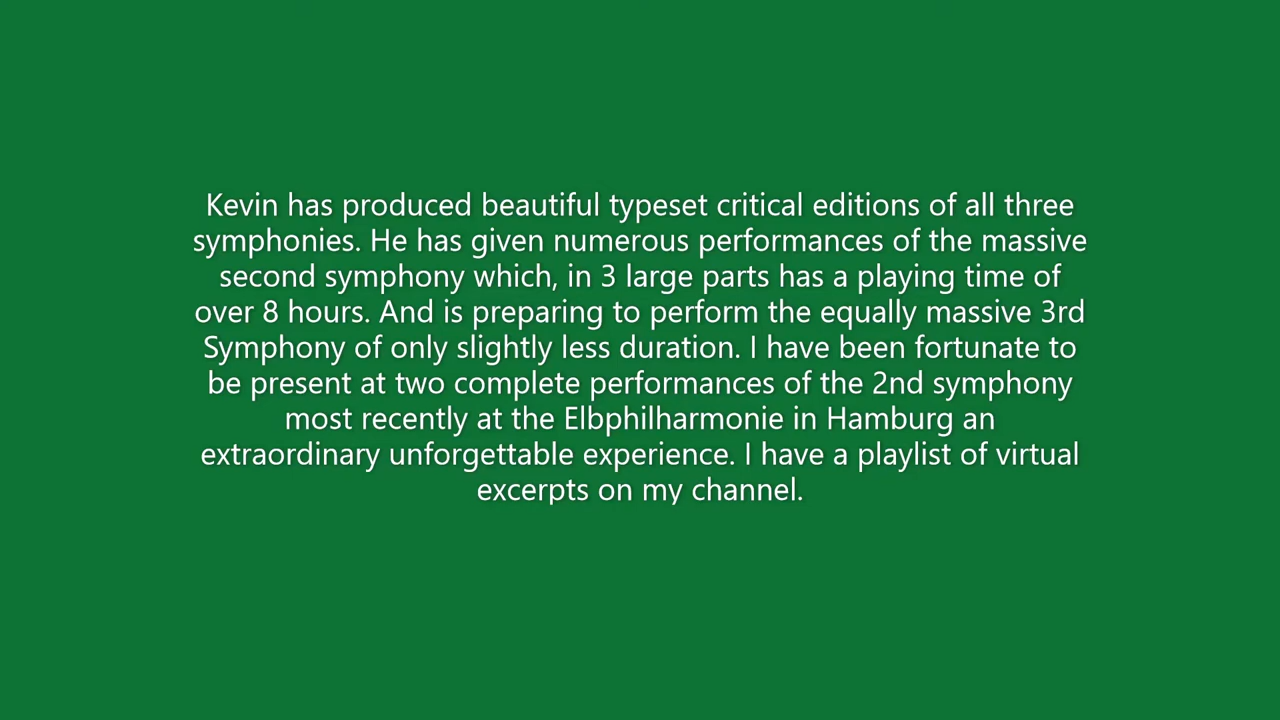 Kevin has produced beautiful typeset critical editions of all three
symphonies. He has given numerous performances of the massive
second symphony which, in 3 large parts has a playing time of
over 8 hours. And is preparing to perform the equally massive 3rd
Symphony of only slightly less duration. I have been fortunate to
be present at two complete performances of the 2nd symphony
most recently at the Elbphilharmonie in Hamburg an
extraordinary unforgettable experience. I have a playlist of virtual
excerpts on my channel.